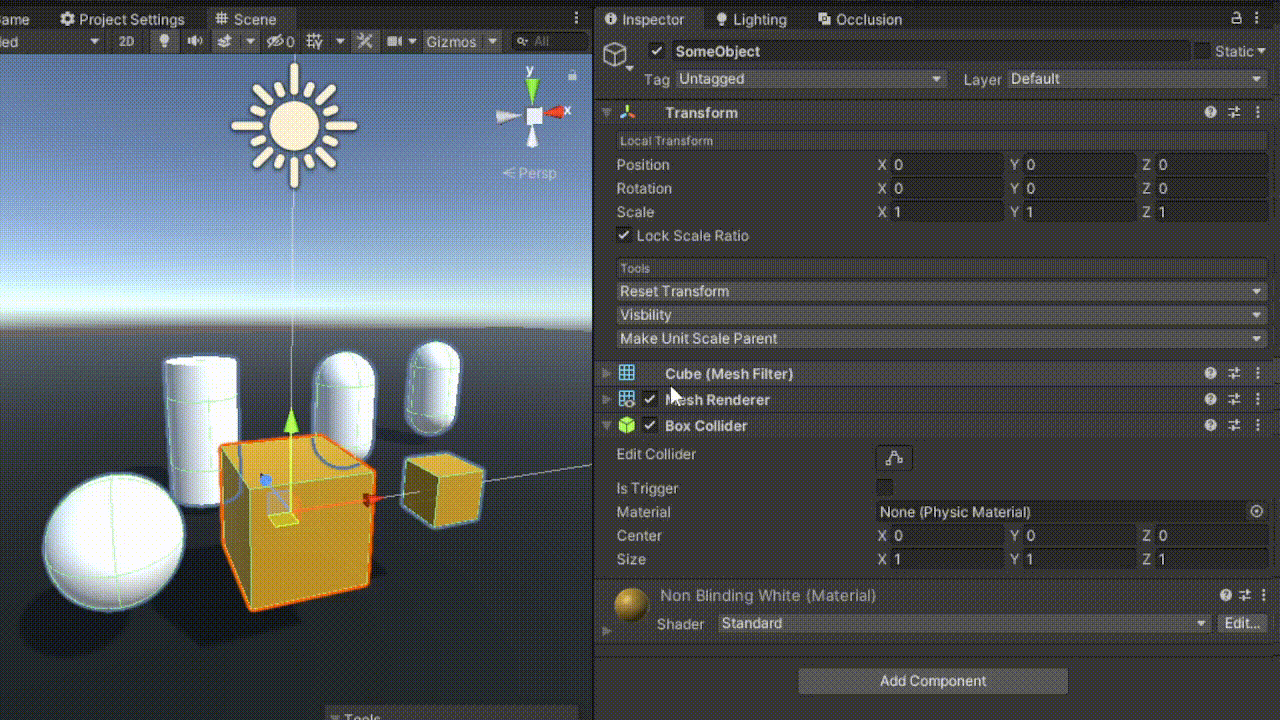 ame Project Settings Scene
ed 2D 0 Gizmos All
y
x
Persp
Tools
Inspector Lighting Occlusion
SomeObject Static
Tag Untagged Layer Default
Transform
Local Transform
Position X 0 Y 0 Z 0
Rotation X 0 Y 0 Z 0
Scale X 1 Y 1 Z 1
Lock Scale Ratio
Tools
Reset Transform
Visbility
Make Unit Scale Parent
Cube (Mesh Filter)
Mesh Renderer
Box Collider
Edit Collider
Is Trigger
Material None (Physic Material)
Center X 0 Y 0 Z 0
Size X 1 Y 1 Z 1
Non Blinding White (Material)
Shader Standard Edit...
Add Component